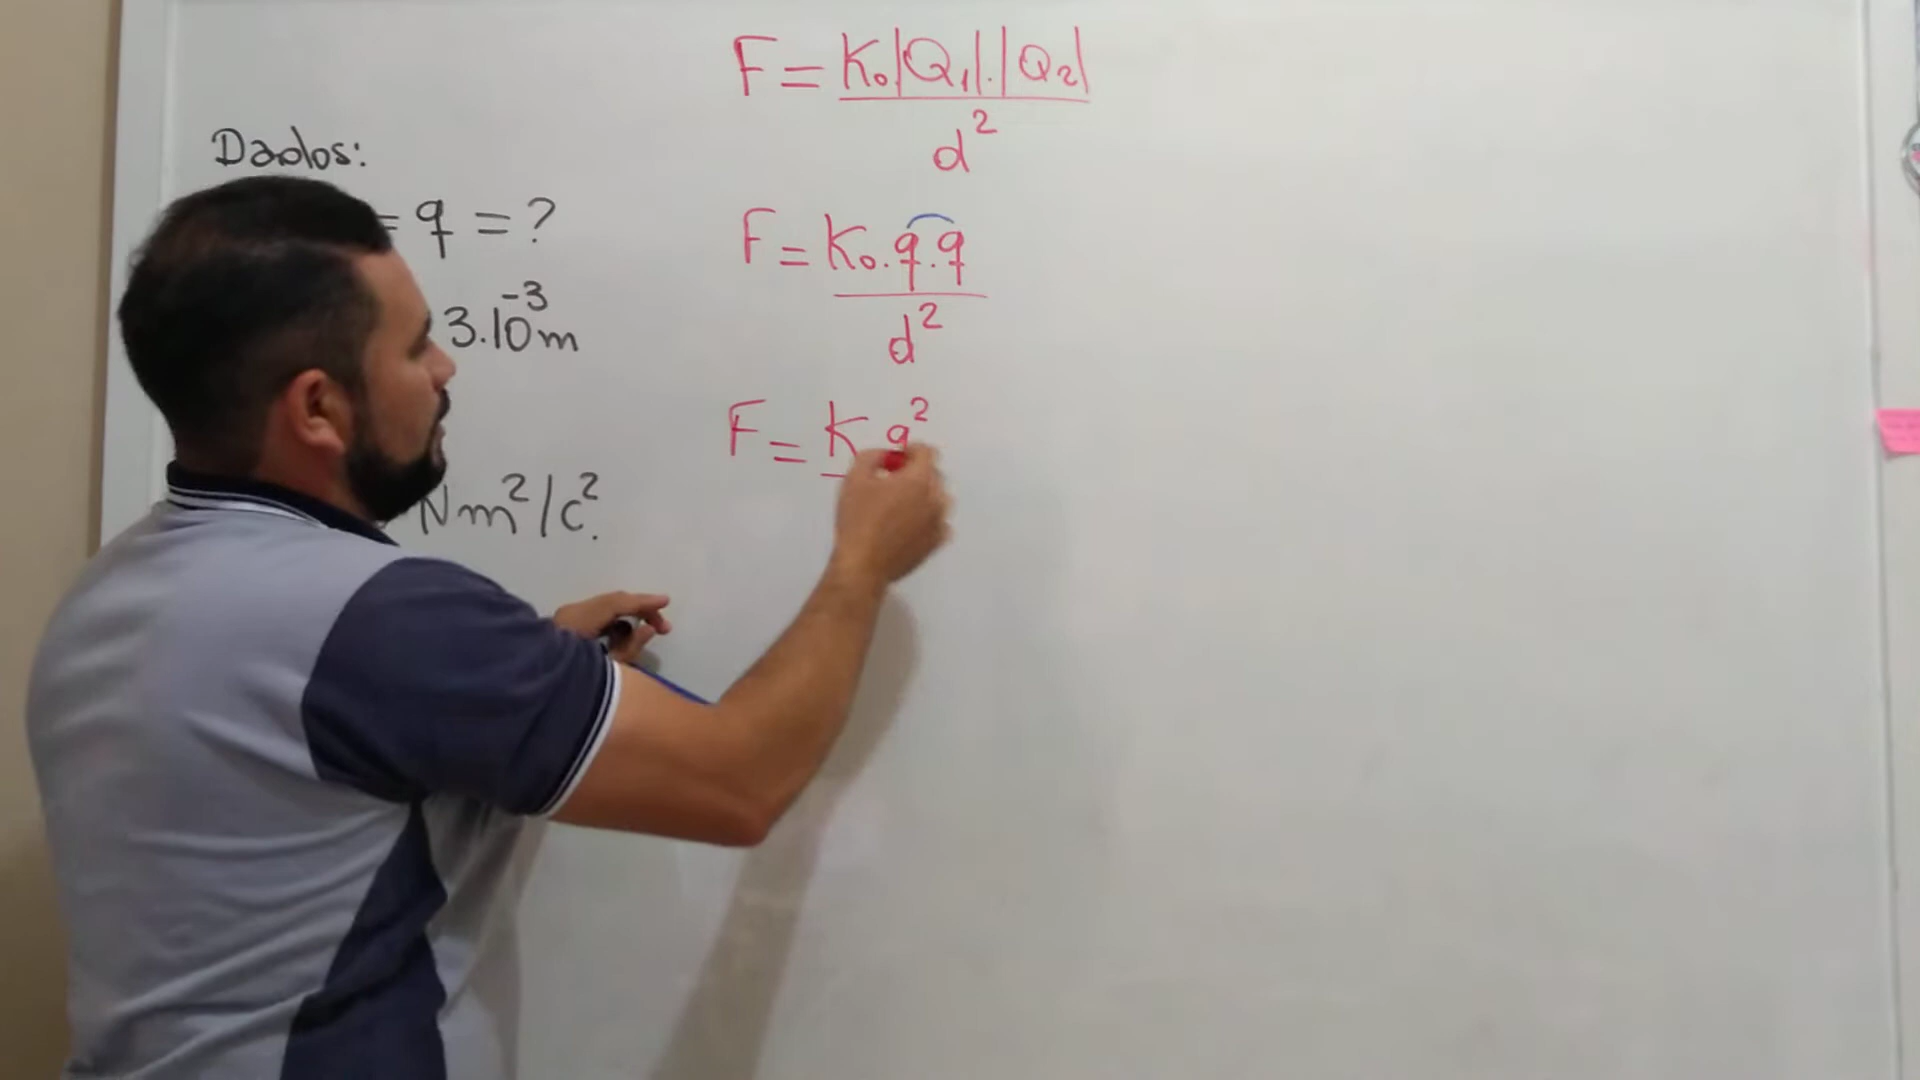 F = K₀|Q₁|.|Q₂|
d²
Dados:
= q = ?
3.10⁻³m
Nm²/C².
F = K₀.q.q
d²
F = K q²